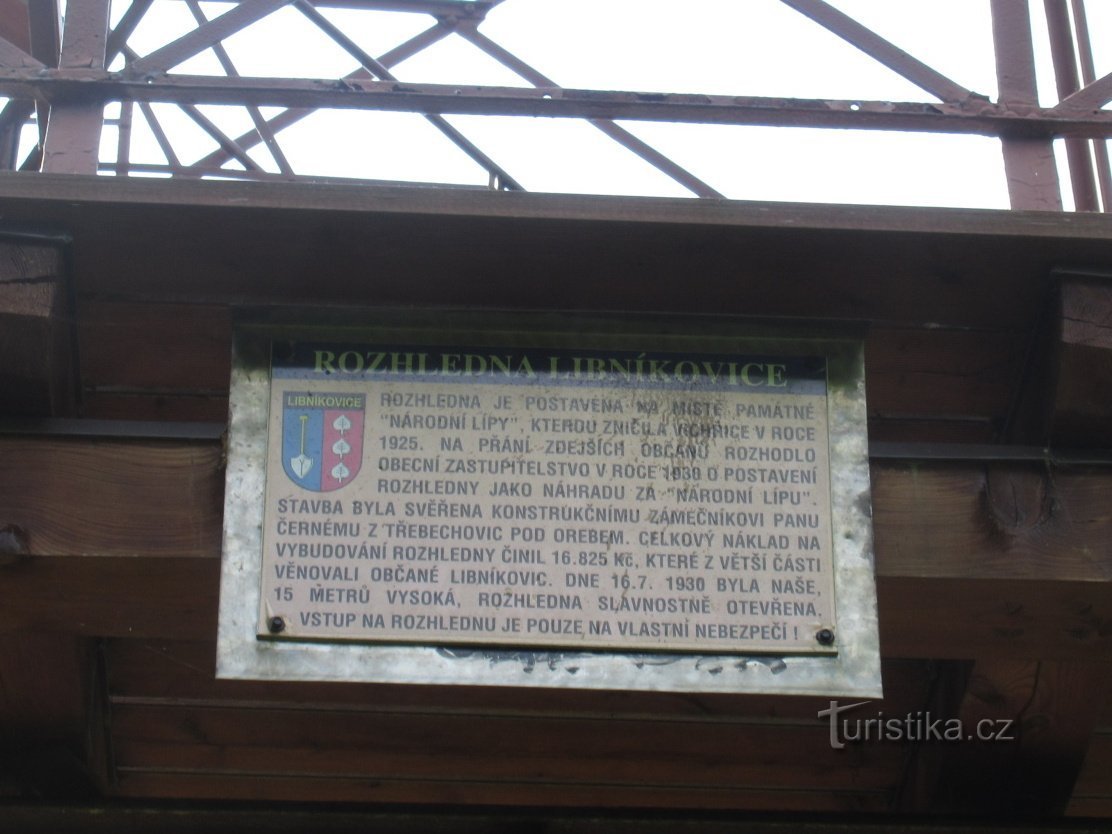 ROZHLEDNA LIBNÍKOVICE
LIBNÍKOVICE
ROZHLEDNA JE POSTAVENA NA MÍSTĚ PAMÁTNÉ
"NÁRODNÍ LÍPY", KTEROU ZNIČILA VICHŘICE V ROCE
1925. NA PŘÁNÍ ZDEJŠÍCH OBČANŮ ROZHODLO
OBECNÍ ZASTUPITELSTVO V ROCE 1930 O POSTAVENÍ
ROZHLEDNY JAKO NÁHRADU ZA "NÁRODNÍ LÍPU".
STAVBA BYLA SVĚŘENA KONSTRUKČNÍMU ZÁMEČNÍKOVI PANU
ČERNÉMU Z TŘEBECHOVIC POD OREBEM. CELKOVÝ NÁKLAD NA
VYBUDOVÁNÍ ROZHLEDNY ČINIL 16.825 Kč, KTERÉ Z VĚTŠÍ ČÁSTI
VĚNOVALI OBČANÉ LIBNÍKOVIC. DNE 16.7. 1930 BYLA NAŠE,
15 METRŮ VYSOKÁ, ROZHLEDNA SLAVNOSTNĚ OTEVŘENA.
VSTUP NA ROZHLEDNU JE POUZE NA VLASTNÍ NEBEZPEČÍ !
Turistika.cz